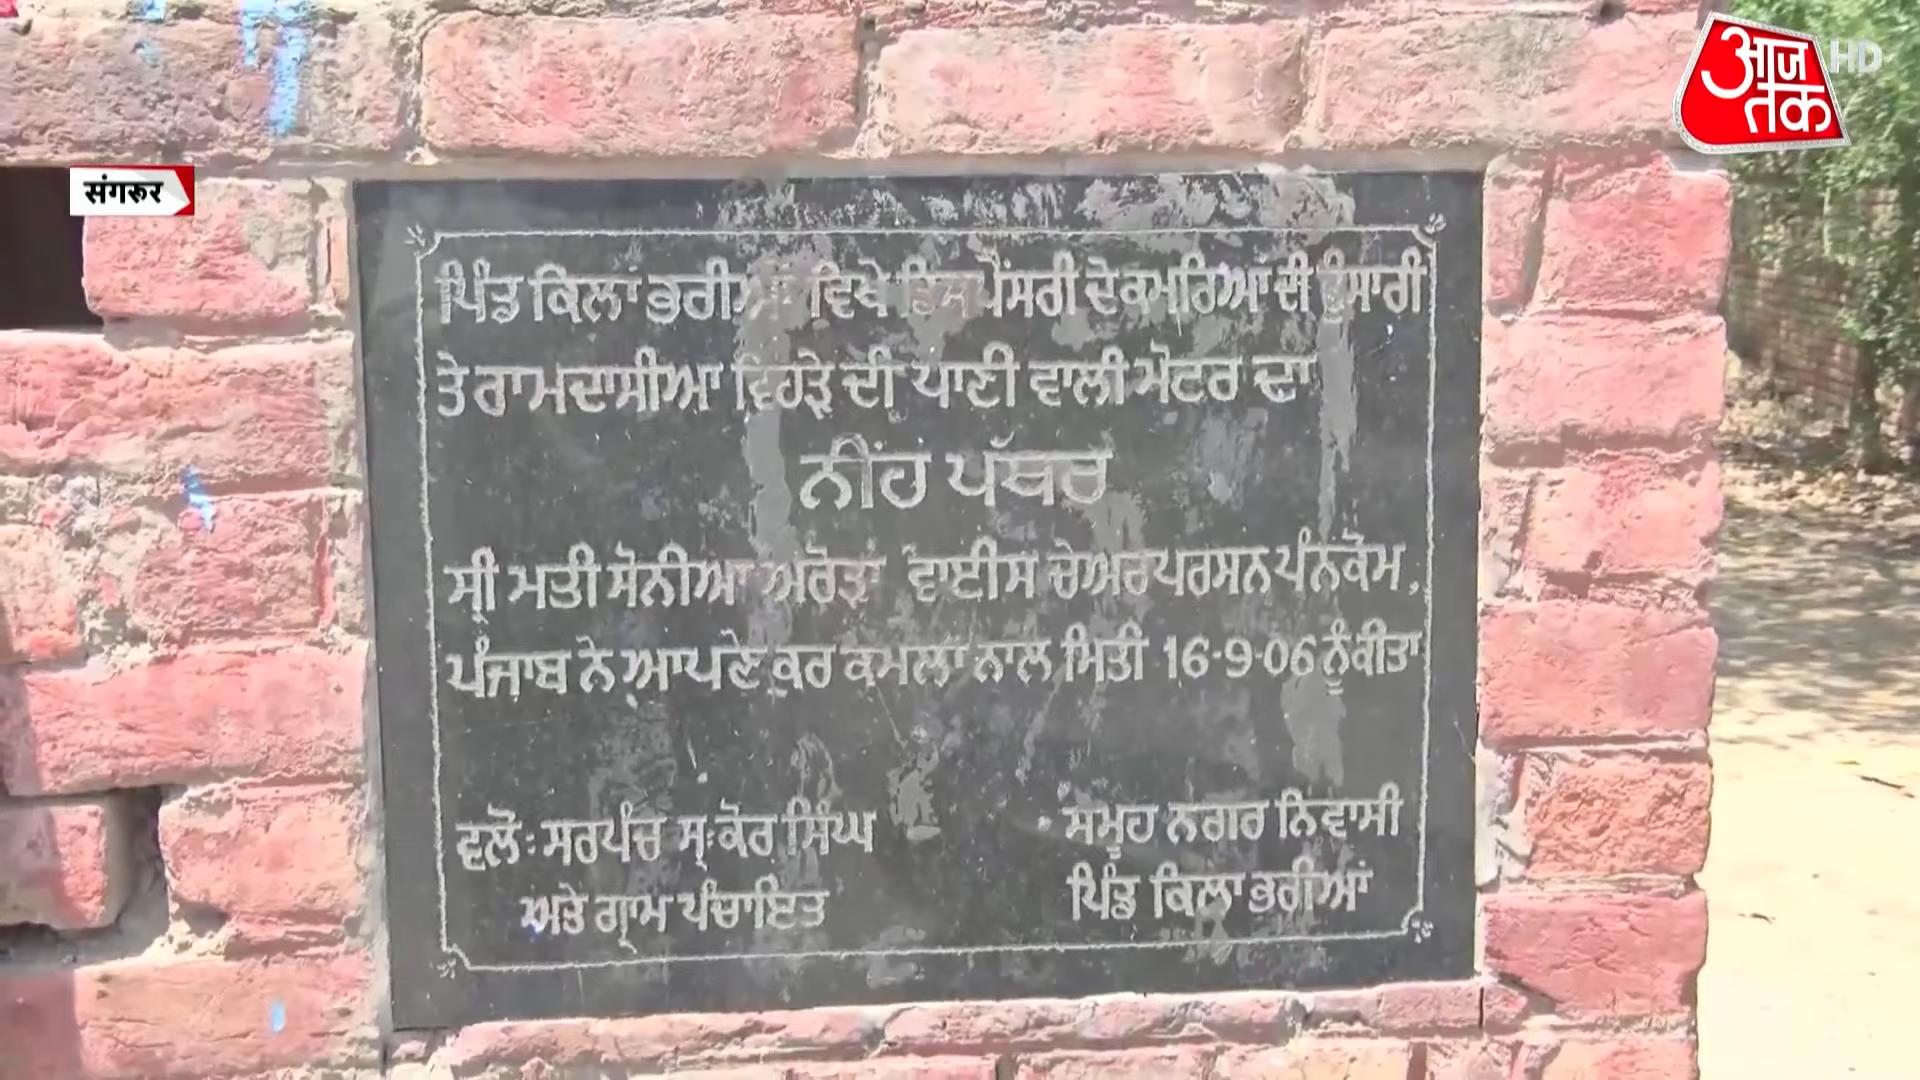 आज तक HD
संगरूर
ਪਿੰਡ ਕਿਲਾਂ ਭਰੀਆਂ ਵਿਖੇ ਡਿਸਪੈਂਸਰੀ ਦੋ ਕਮਰਿਆਂ ਦੀ ਉਸਾਰੀ
ਤੇ ਰਾਮਦਾਸੀਆ ਵਿਹੜੇ ਦੀ ਪਾਣੀ ਵਾਲੀ ਮੋਟਰ ਦਾ
ਨੀਂਹ ਪੱਥਰ
ਸ੍ਰੀ ਮਤੀ ਸੋਨੀਆ ਅਰੋੜਾ ਵਾਈਸ ਚੇਅਰਪਰਸਨ ਪੰਨਕੋਮ,
ਪੰਜਾਬ ਨੇ ਆਪਣੇ ਕਰ ਕਮਲਾਂ ਨਾਲ ਮਿਤੀ 16-9-06 ਨੂੰ ਕੀਤਾ
ਵਲੋਂ: ਸਰਪੰਚ ਸ੍ਰ:ਕੋਰ ਸਿੰਘ
ਅਤੇ ਗ੍ਰਾਮ ਪੰਚਾਇਤ
ਸਮੂਹ ਨਗਰ ਨਿਵਾਸੀ
ਪਿੰਡ ਕਿਲਾ ਭਰੀਆਂ